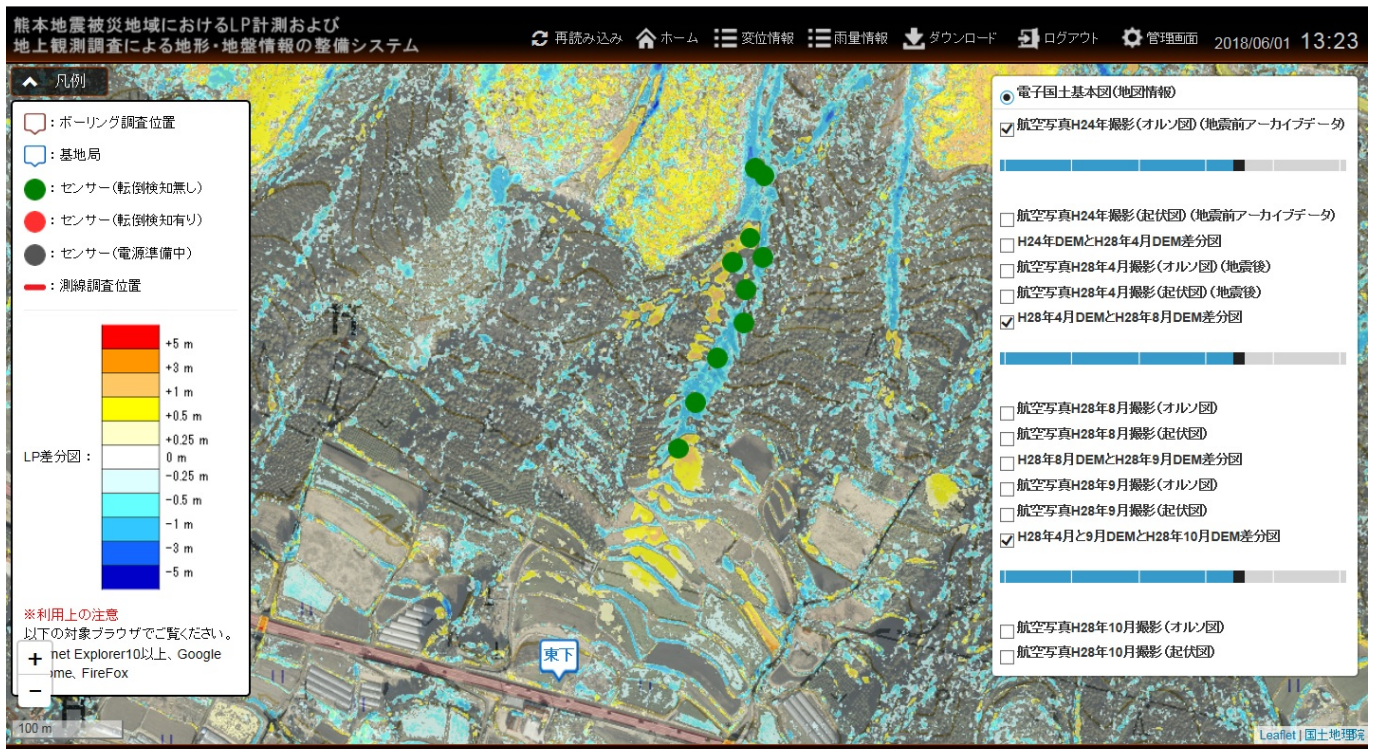 熊本地震被災地域におけるLP計測および
地上観測調査による地形・地盤情報の整備システム
再読み込み ホーム 変位情報 雨量情報 ダウンロード ログアウト 管理画面 2018/06/01 13:23
凡例
：ボーリング調査位置
：基地局
：センサー(転倒検知無し)
：センサー(転倒検知有り)
：センサー(電源準備中)
：測線調査位置
LP差分図：
+5 m
+3 m
+1 m
+0.5 m
+0.25 m
0 m
-0.25 m
-0.5 m
-1 m
-3 m
-5 m
※利用上の注意
以下の対象ブラウザでご覧ください。
net Explorer10以上、Google
ome、FireFox
+
−
100 m
東下
電子国土基本図(地図情報)
航空写真H24年撮影(オルソ図)(地震前アーカイブデータ)
航空写真H24年撮影(起伏図)(地震前アーカイブデータ)
H24年DEMとH28年4月DEM差分図
航空写真H28年4月撮影(オルソ図)(地震後)
航空写真H28年4月撮影(起伏図)(地震後)
H28年4月DEMとH28年8月DEM差分図
航空写真H28年8月撮影(オルソ図)
航空写真H28年8月撮影(起伏図)
H28年8月DEMとH28年9月DEM差分図
航空写真H28年9月撮影(オルソ図)
航空写真H28年9月撮影(起伏図)
H28年4月と9月DEMとH28年10月DEM差分図
航空写真H28年10月撮影(オルソ図)
航空写真H28年10月撮影(起伏図)
Leaflet | 国土地理院